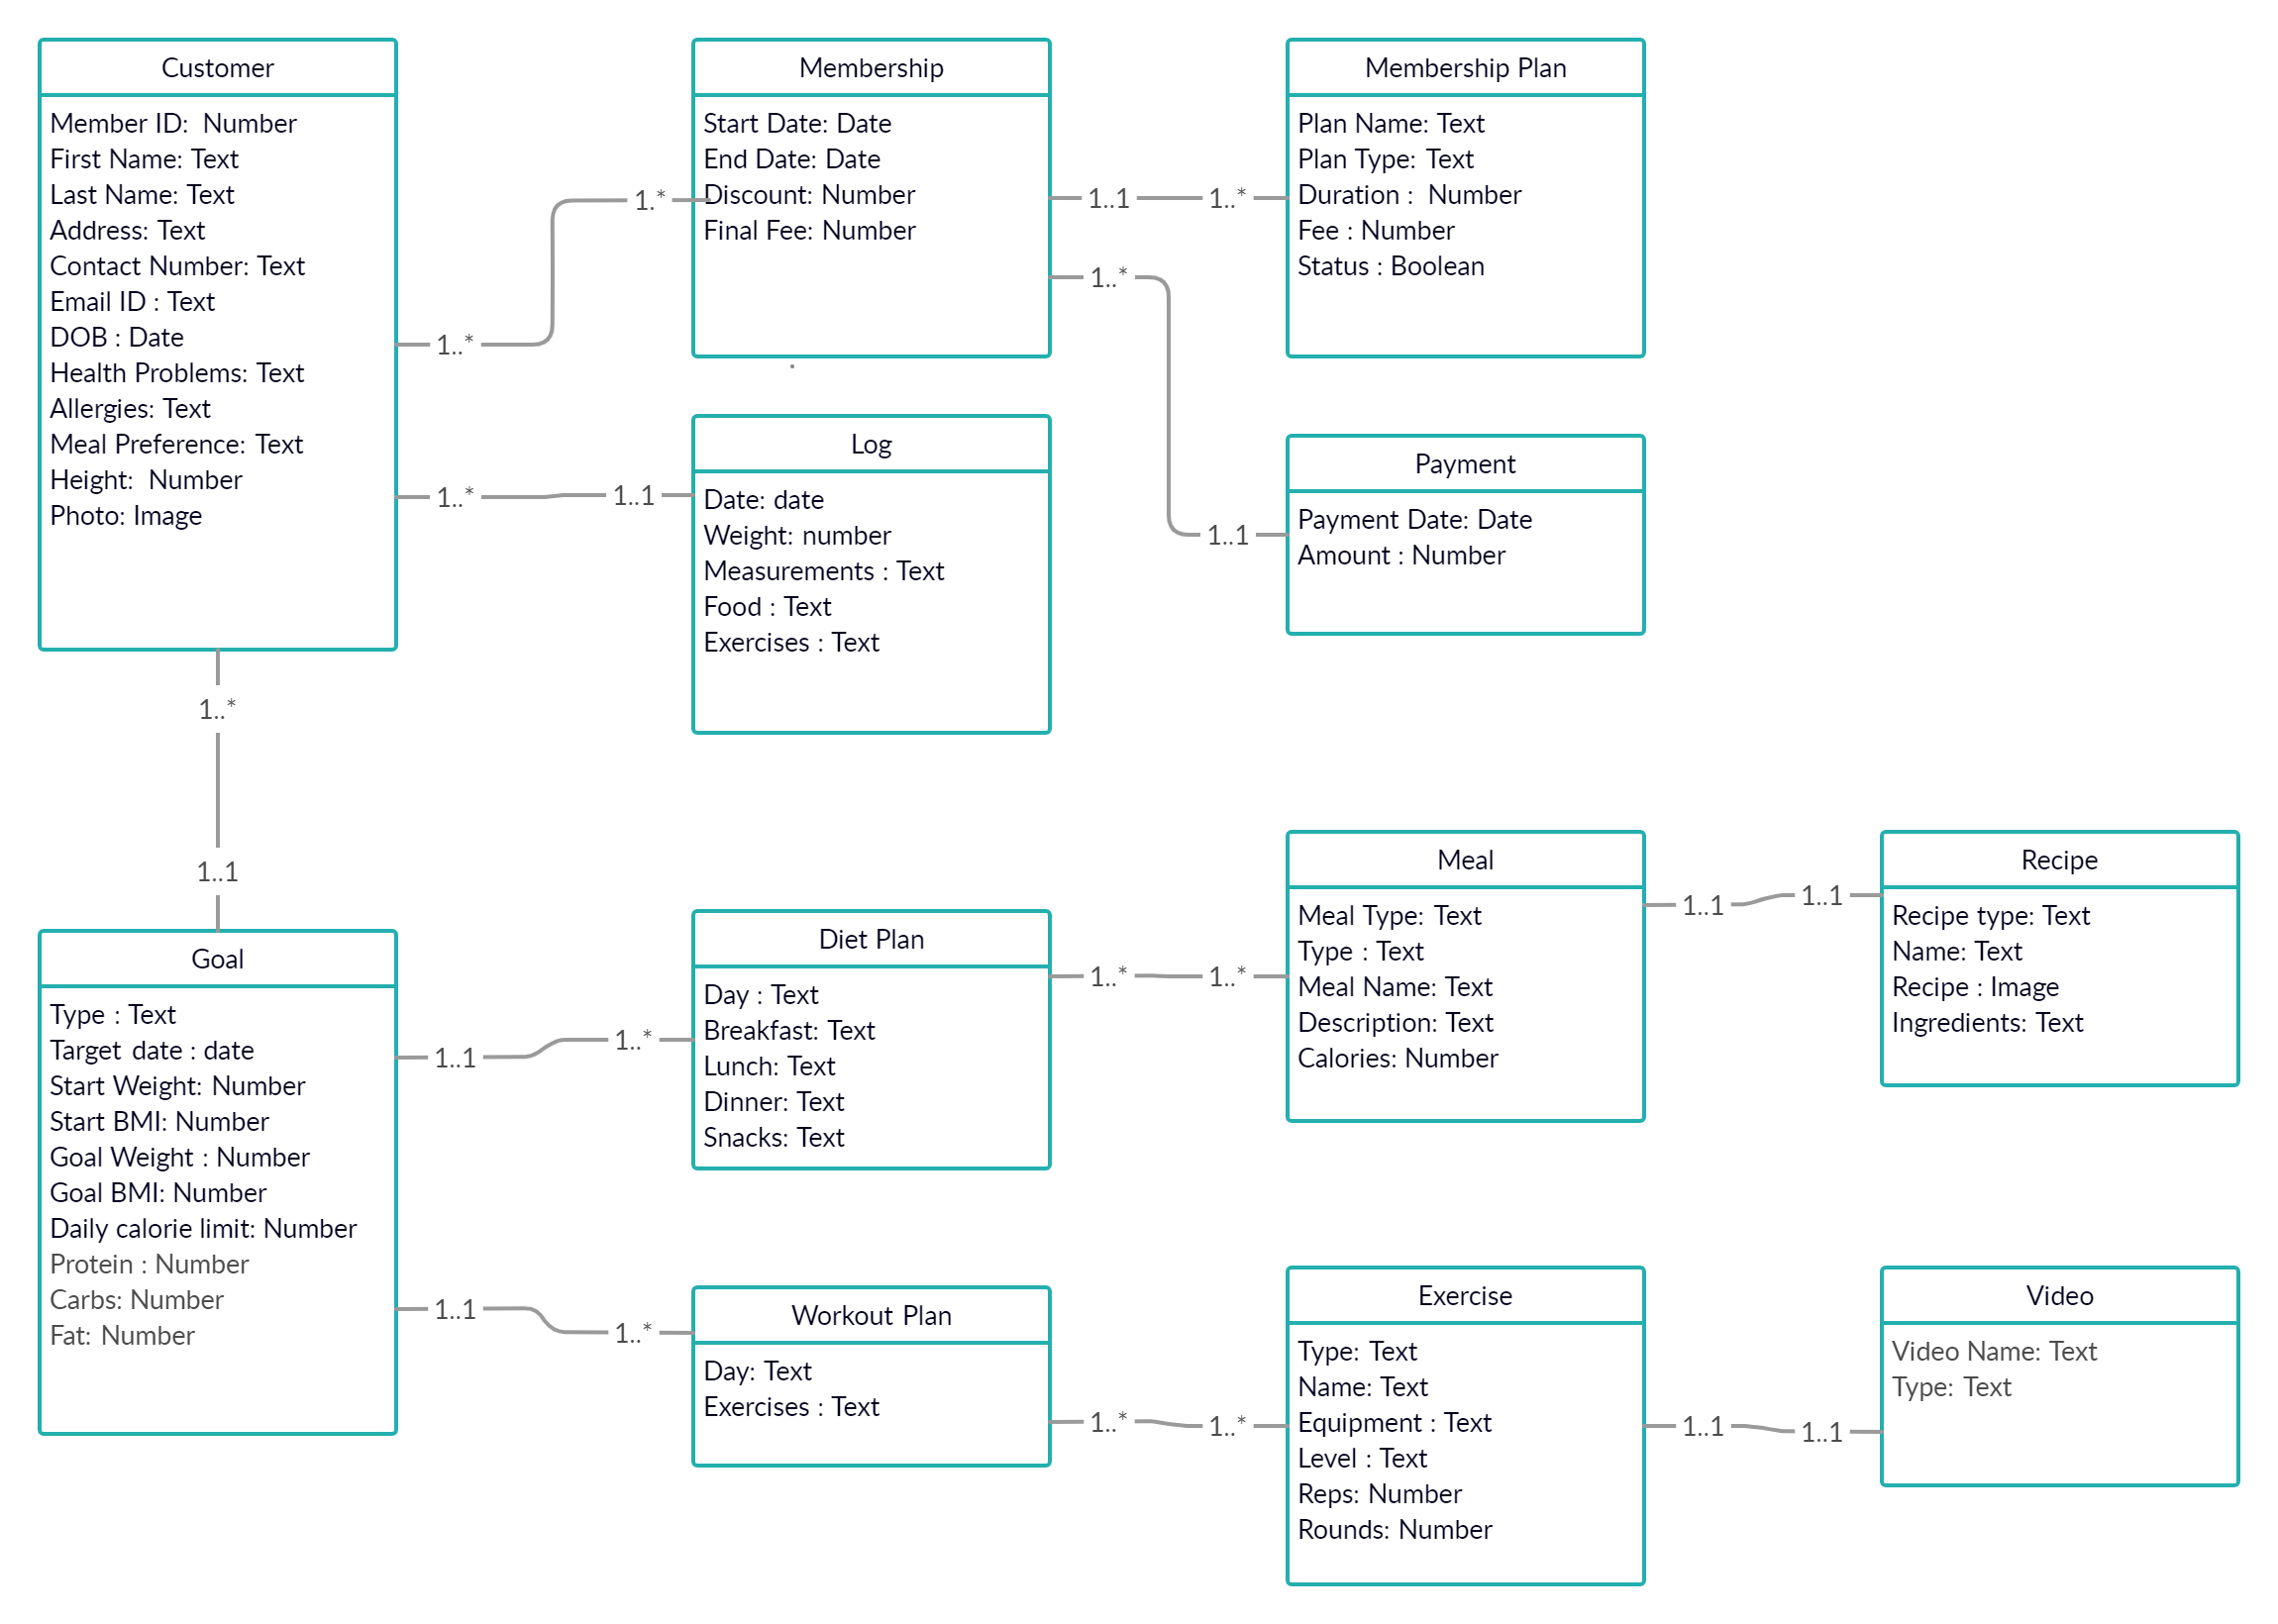 Customer
Member ID:  Number
First Name: Text
Last Name: Text
Address: Text
Contact Number: Text
Email ID : Text
DOB : Date
Health Problems: Text
Allergies: Text
Meal Preference: Text
Height:  Number
Photo: Image
1..*
1.*
1..*
1..1
1..*
1..1
Membership
Start Date: Date
End Date: Date
Discount: Number
Final Fee: Number
1..1
1..*
1..*
1..1
Membership Plan
Plan Name: Text
Plan Type: Text
Duration :  Number
Fee : Number
Status : Boolean
Log
Date: date
Weight: number
Measurements : Text
Food : Text
Exercises : Text
Payment
Payment Date: Date
Amount : Number
Goal
Type : Text
Target date : date
Start Weight: Number
Start BMI: Number
Goal Weight : Number
Goal BMI: Number
Daily calorie limit: Number
Protein : Number
Carbs: Number
Fat: Number
1..1
1..*
1..1
1..*
Diet Plan
Day : Text
Breakfast: Text
Lunch: Text
Dinner: Text
Snacks: Text
1..*
1..*
Meal
Meal Type: Text
Type : Text
Meal Name: Text
Description: Text
Calories: Number
1..1
1..1
Recipe
Recipe type: Text
Name: Text
Recipe : Image
Ingredients: Text
Workout Plan
Day: Text
Exercises : Text
1..*
1..*
Exercise
Type: Text
Name: Text
Equipment : Text
Level : Text
Reps: Number
Rounds: Number
1..1
1..1
Video
Video Name: Text
Type: Text